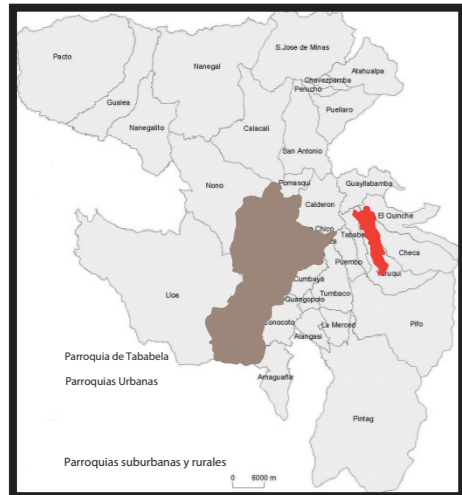 S.Jose de Minas
Pacto
Nanegal
Atahualpa
Chavezpamba
Perucho
Gualea
Puellaro
Nanegalito
Calacali
San Antonio
Nono
Pomasqui
Guayllabamba
Calderon
El Quinche
Chico
Tababe
Checa
Puembo
uruqui
Cumbaya
Lloa
Tumbaco
Guangopolo
Pifo
onocoto
La Merced
Alangasi
Parroquia de Tababela
Amaguaña
Parroquias Urbanas
Pintag
Parroquias suburbanas y rurales
0 6000 m